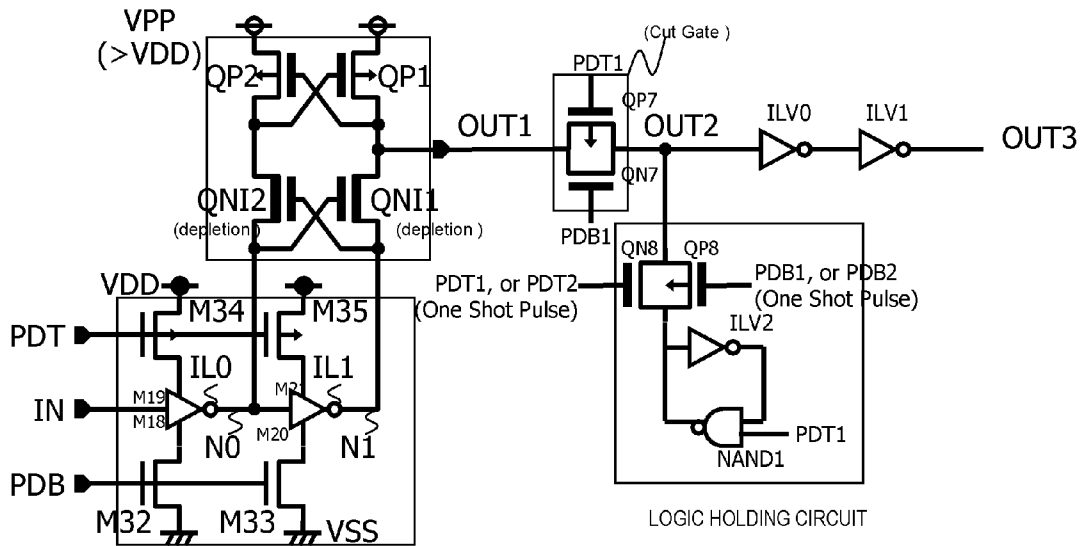 VPP
(>VDD)
QP2
QP1
(Cut Gate )
PDT1
QP7
OUT1
OUT2
ILV0
ILV1
OUT3
QN7
PDB1
QNI2
(depletion )
QNI1
(depletion )
QN8
QP8
PDT1, or PDT2
(One Shot Pulse)
PDB1, or PDB2
(One Shot Pulse)
ILV2
NAND1
PDT1
LOGIC HOLDING CIRCUIT
VDD
M34
M35
PDT
IL0
IL1
M19
M21
IN
M18
M20
N0
N1
PDB
M32
M33
VSS